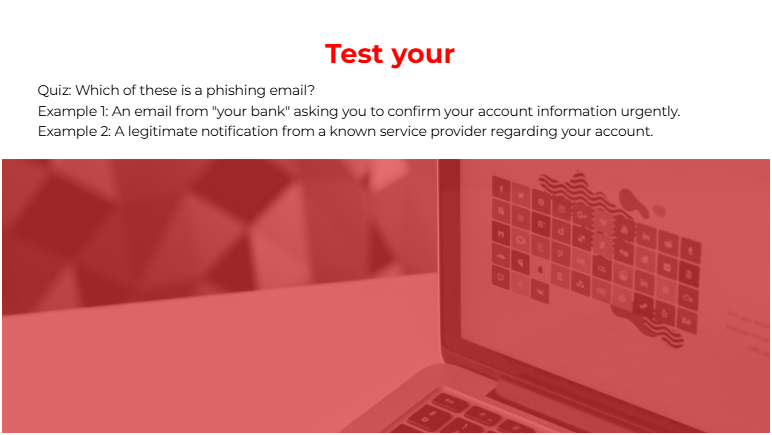 Test your
Quiz: Which of these is a phishing email?
Example 1: An email from "your bank" asking you to confirm your account information urgently.
Example 2: A legitimate notification from a known service provider regarding your account.